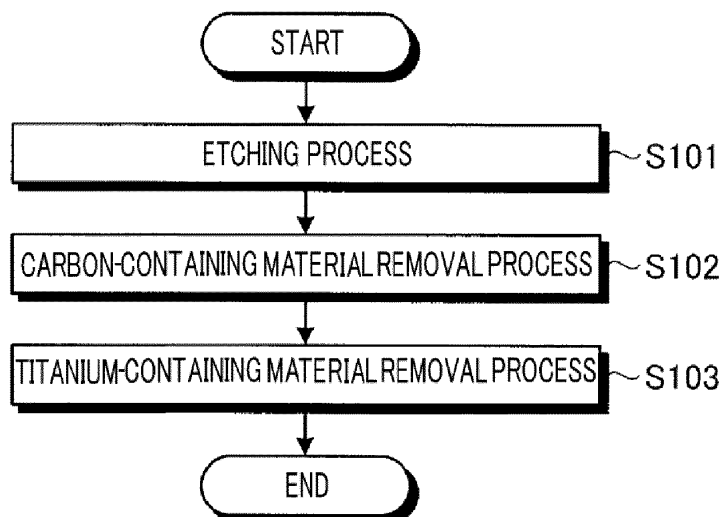 START
ETCHING PROCESS
S101
CARBON-CONTAINING MATERIAL REMOVAL PROCESS
S102
TITANIUM-CONTAINING MATERIAL REMOVAL PROCESS
S103
END